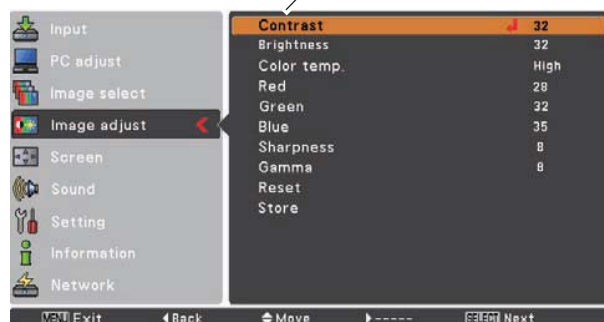 Input
PC adjust
Image select
Image adjust
Screen
Sound
Setting
Information
Network
Contrast 32
Brightness 32
Color temp. High
Red 28
Green 32
Blue 35
Sharpness 8
Gamma 8
Reset
Store
MENU Exit ◀Back Move ▶----- SELECT Next